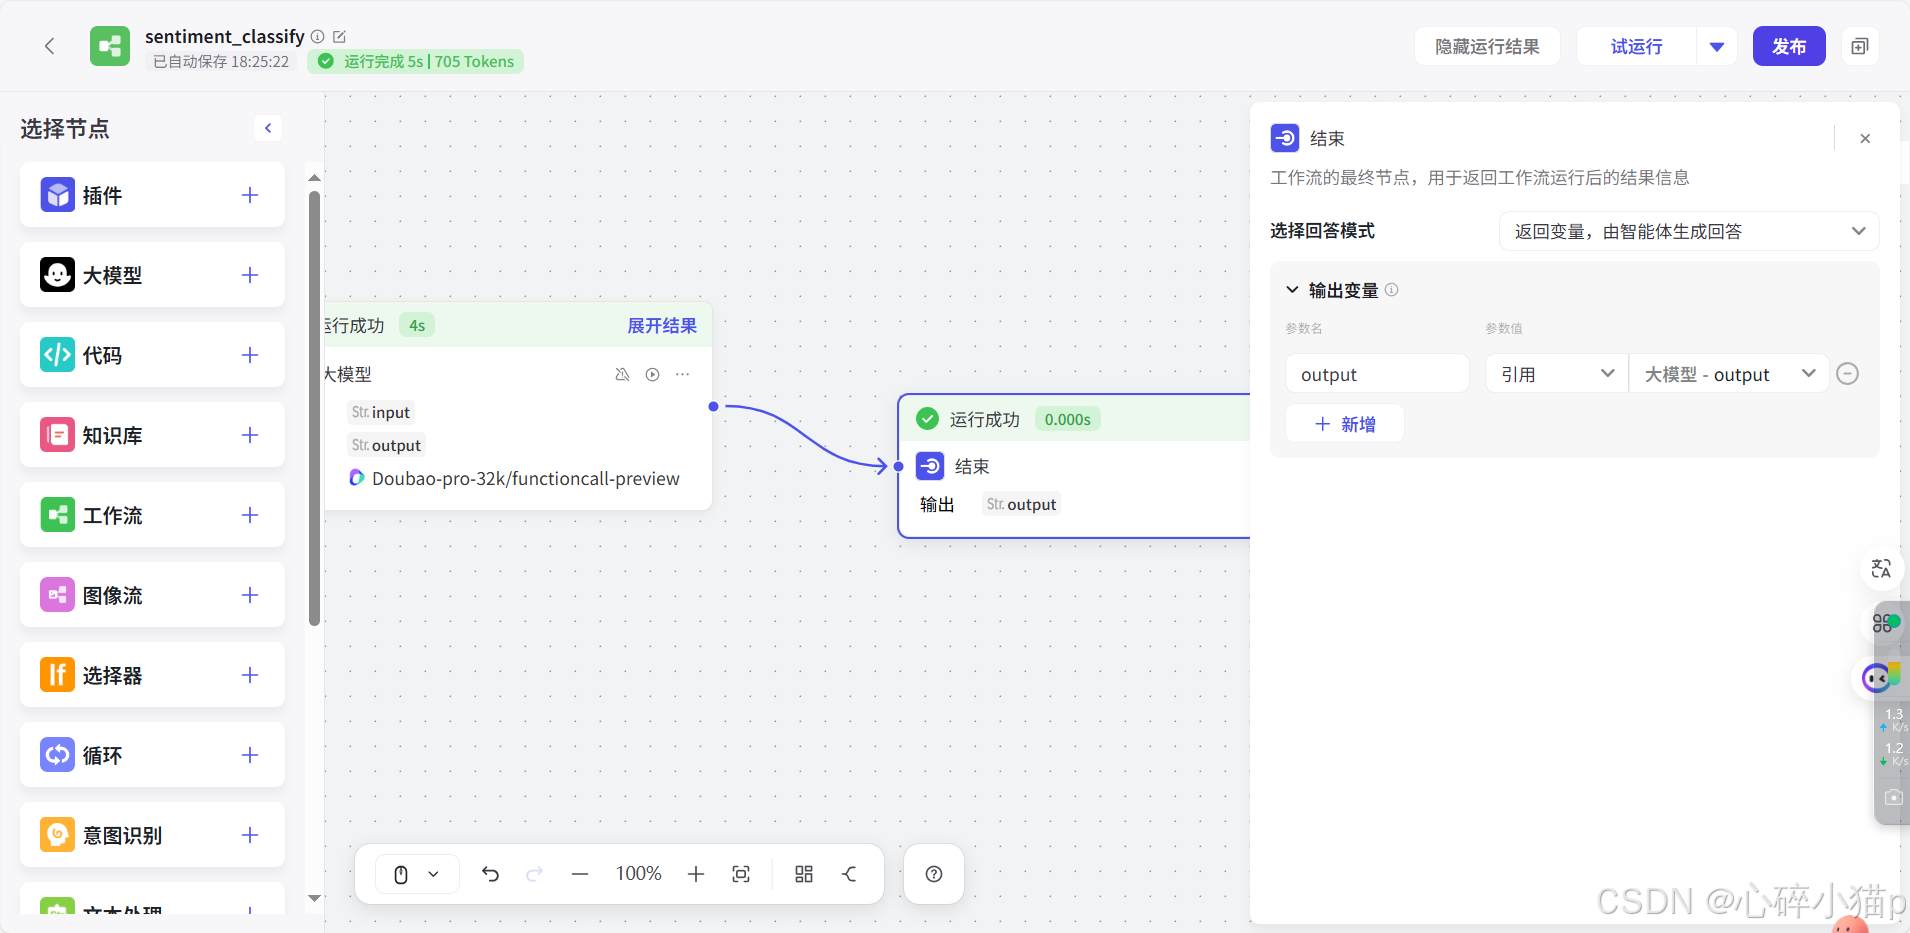 sentiment_classify
已自动保存 18:25:22
运行完成 5s | 705 Tokens
隐藏运行结果
试运行
发布
选择节点
插件
大模型
代码
知识库
工作流
图像流
If 选择器
循环
意图识别
文本处理
运行成功 4s
展开结果
大模型
Str. input
Str. output
Doubao-pro-32k/functioncall-preview
运行成功 0.000s
结束
输出 Str. output
100%
结束
工作流的最终节点，用于返回工作流运行后的结果信息
选择回答模式
返回变量，由智能体生成回答
输出变量
参数名 参数值
output 引用 大模型 - output
新增
1.3
K/s
1.2
K/s
CSDN @心碎小猫p